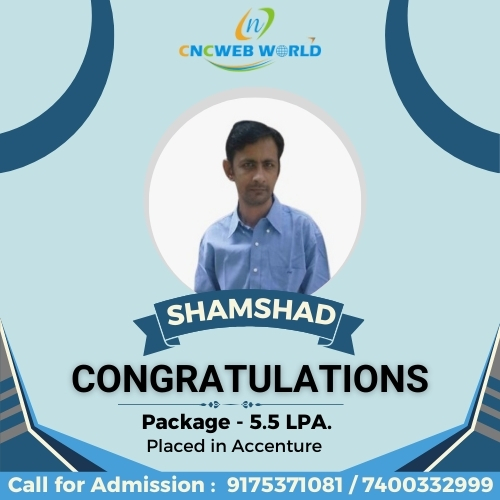 CNCWEB WORLD
SHAMSHAD
CONGRATULATIONS
Package - 5.5 LPA.
Placed in Accenture
Call for Admission : 9175371081 / 7400332999